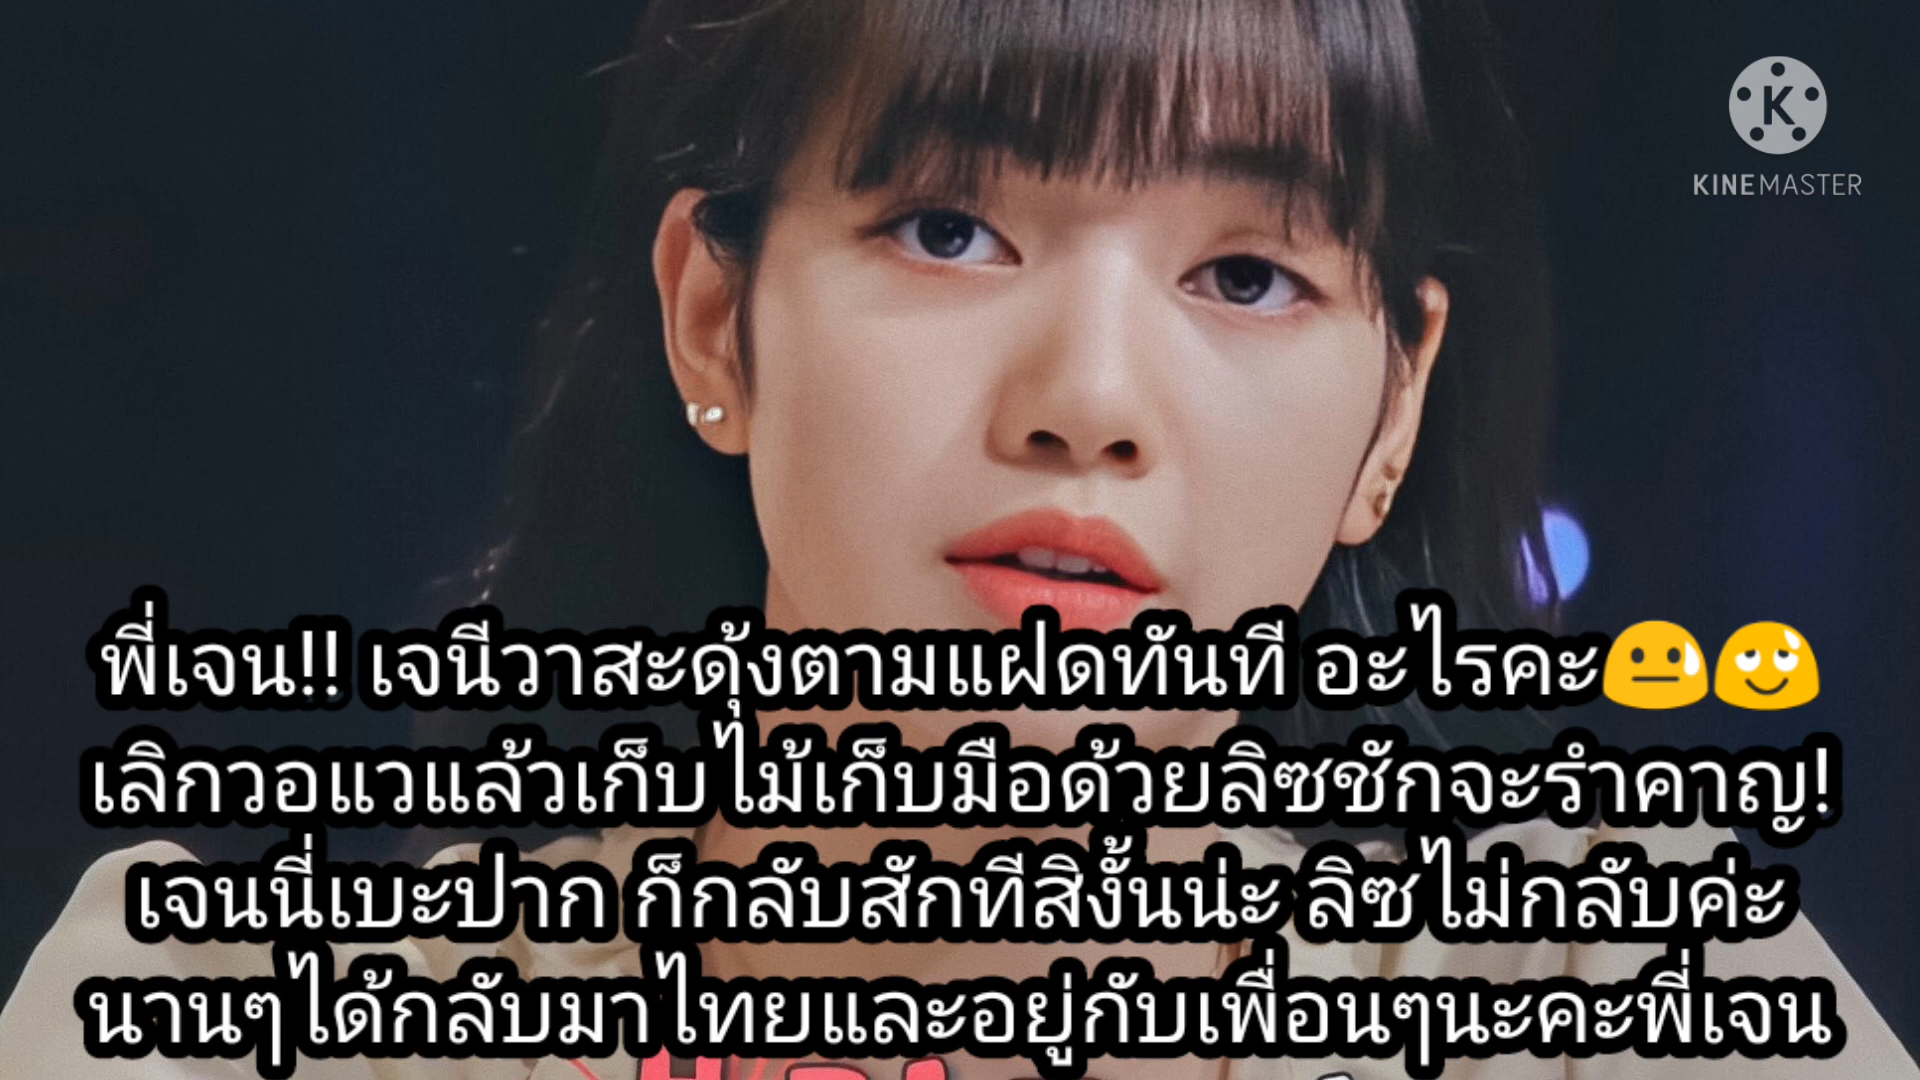 K
KINEMASTER
พี่เจน!! เจนีวาสะดุ้งตามแฝดทันที อะไรคะ😓😅
เลิกวอแวแล้วเก็บไม้เก็บมือด้วยลิซชักจะรำคาญ!
เจนนี่เบะปาก ก็กลับสักทีสิงั้นน่ะ ลิซไม่กลับค่ะ
นานๆได้กลับมาไทยและอยู่กับเพื่อนๆนะคะพี่เจน